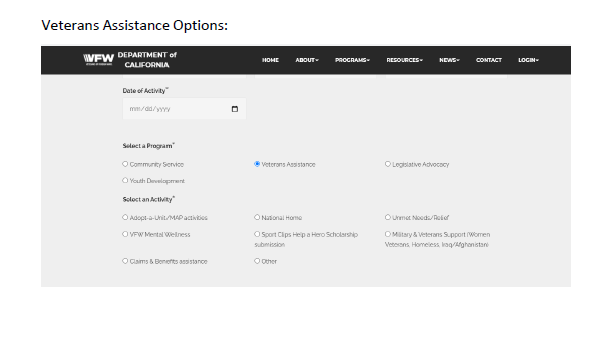 Veterans Assistance Options:
VFW DEPARTMENT of CALIFORNIA
HOME ABOUT PROGRAMS RESOURCES NEWS CONTACT LOGIN
Date of Activity*
mm/dd/yyyy
Select a Program*
Community Service Veterans Assistance Legislative Advocacy
Youth Development
Select an Activity*
Adopt-a-Unit/MAP activities National Home Unmet Needs/Relief
VFW Mental Wellness Sport Clips Help a Hero Scholarship submission Military & Veterans Support (Women Veterans, Homeless, Iraq/Afghanistan)
Claims & Benefits assistance Other